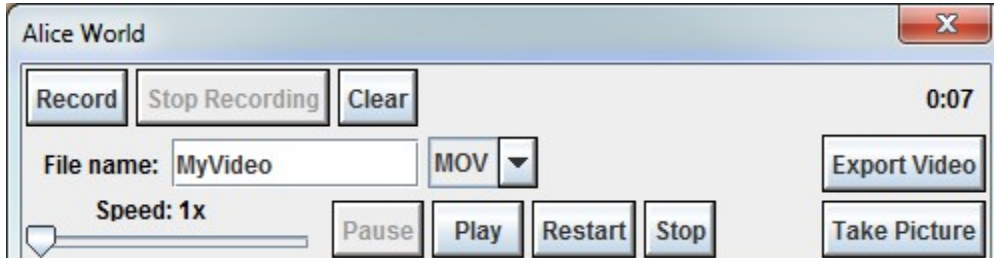 Alice World
Record Stop Recording Clear 0:07
File name: MyVideo MOV Export Video
Speed: 1x
Pause Play Restart Stop Take Picture